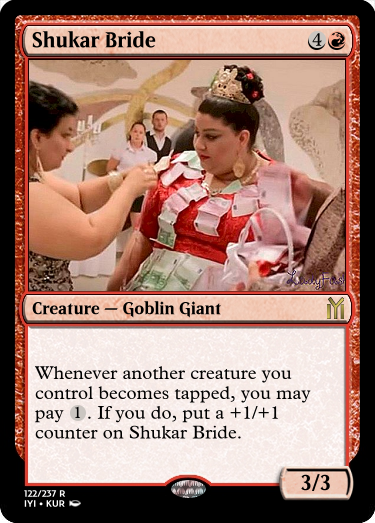 Shukar Bride 4
Creature — Goblin Giant
Whenever another creature you
control becomes tapped, you may
pay 1. If you do, put a +1/+1
counter on Shukar Bride.
3/3
122/237 R
IYI • KUR